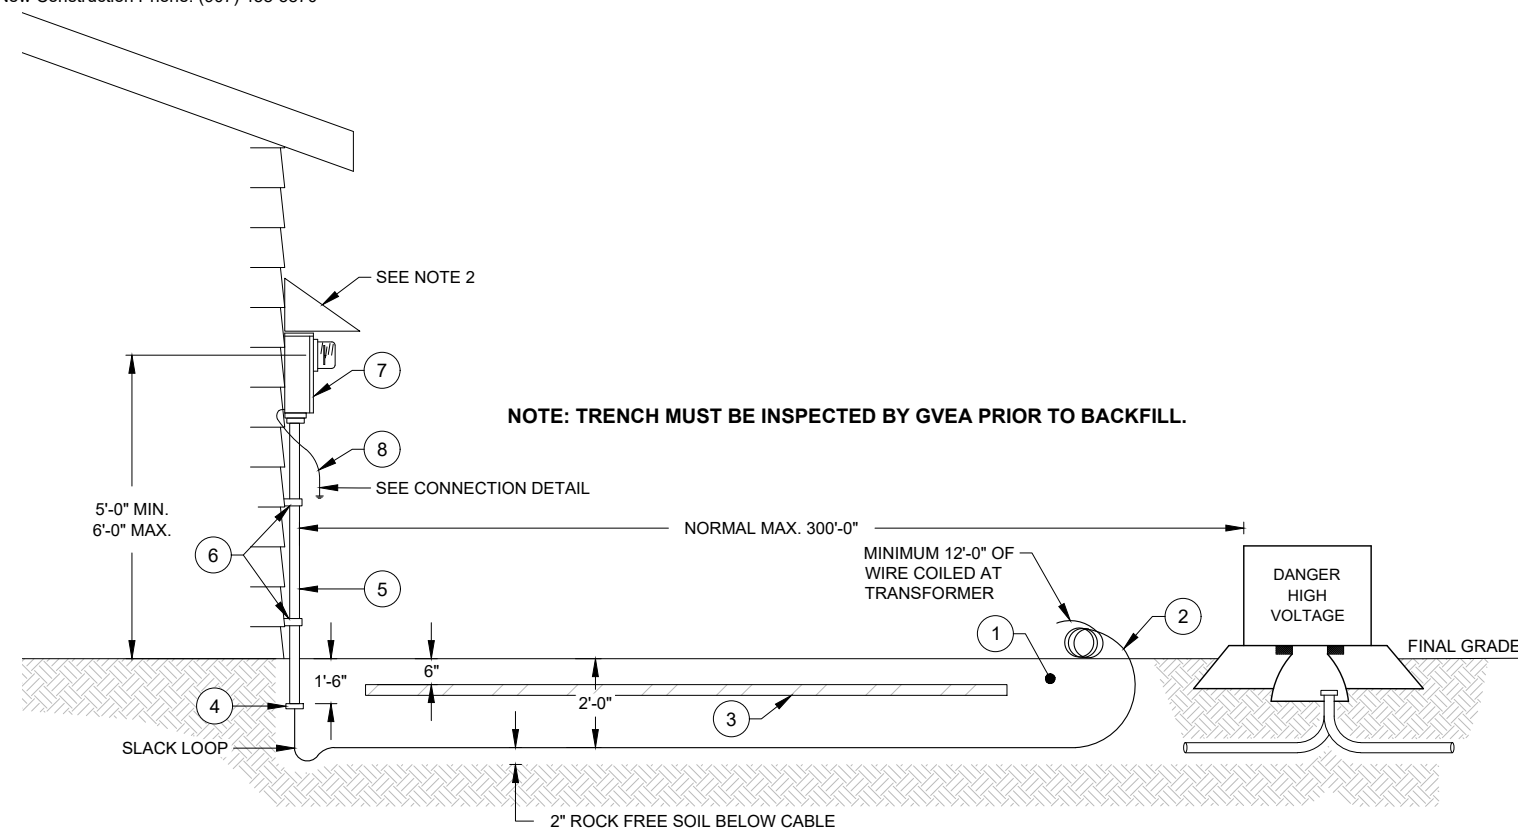 SEE NOTE 2
7
NOTE: TRENCH MUST BE INSPECTED BY GVEA PRIOR TO BACKFILL.
8
SEE CONNECTION DETAIL
5'-0" MIN.
6'-0" MAX.
NORMAL MAX. 300'-0"
6
5
MINIMUM 12'-0" OF
WIRE COILED AT
TRANSFORMER
DANGER
HIGH
VOLTAGE
1
2
FINAL GRADE
1'-6"
6"
2'-0"
4
3
SLACK LOOP
2" ROCK FREE SOIL BELOW CABLE